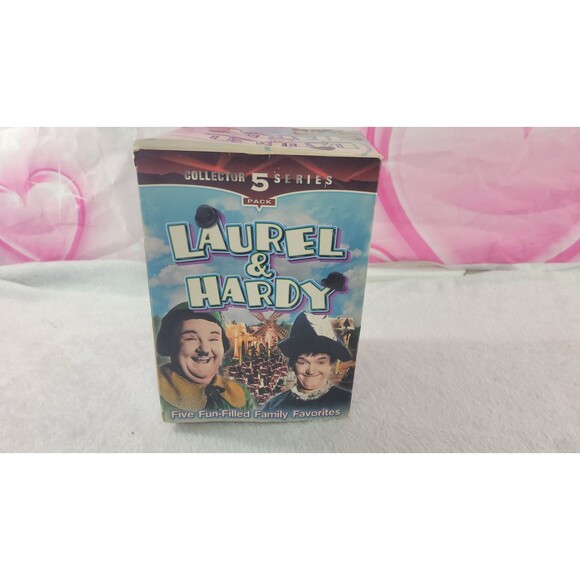 COLLECTOR 5 SERIES
PACK
LAUREL
&
HARDY
Five Fun-Filled Family Favorites